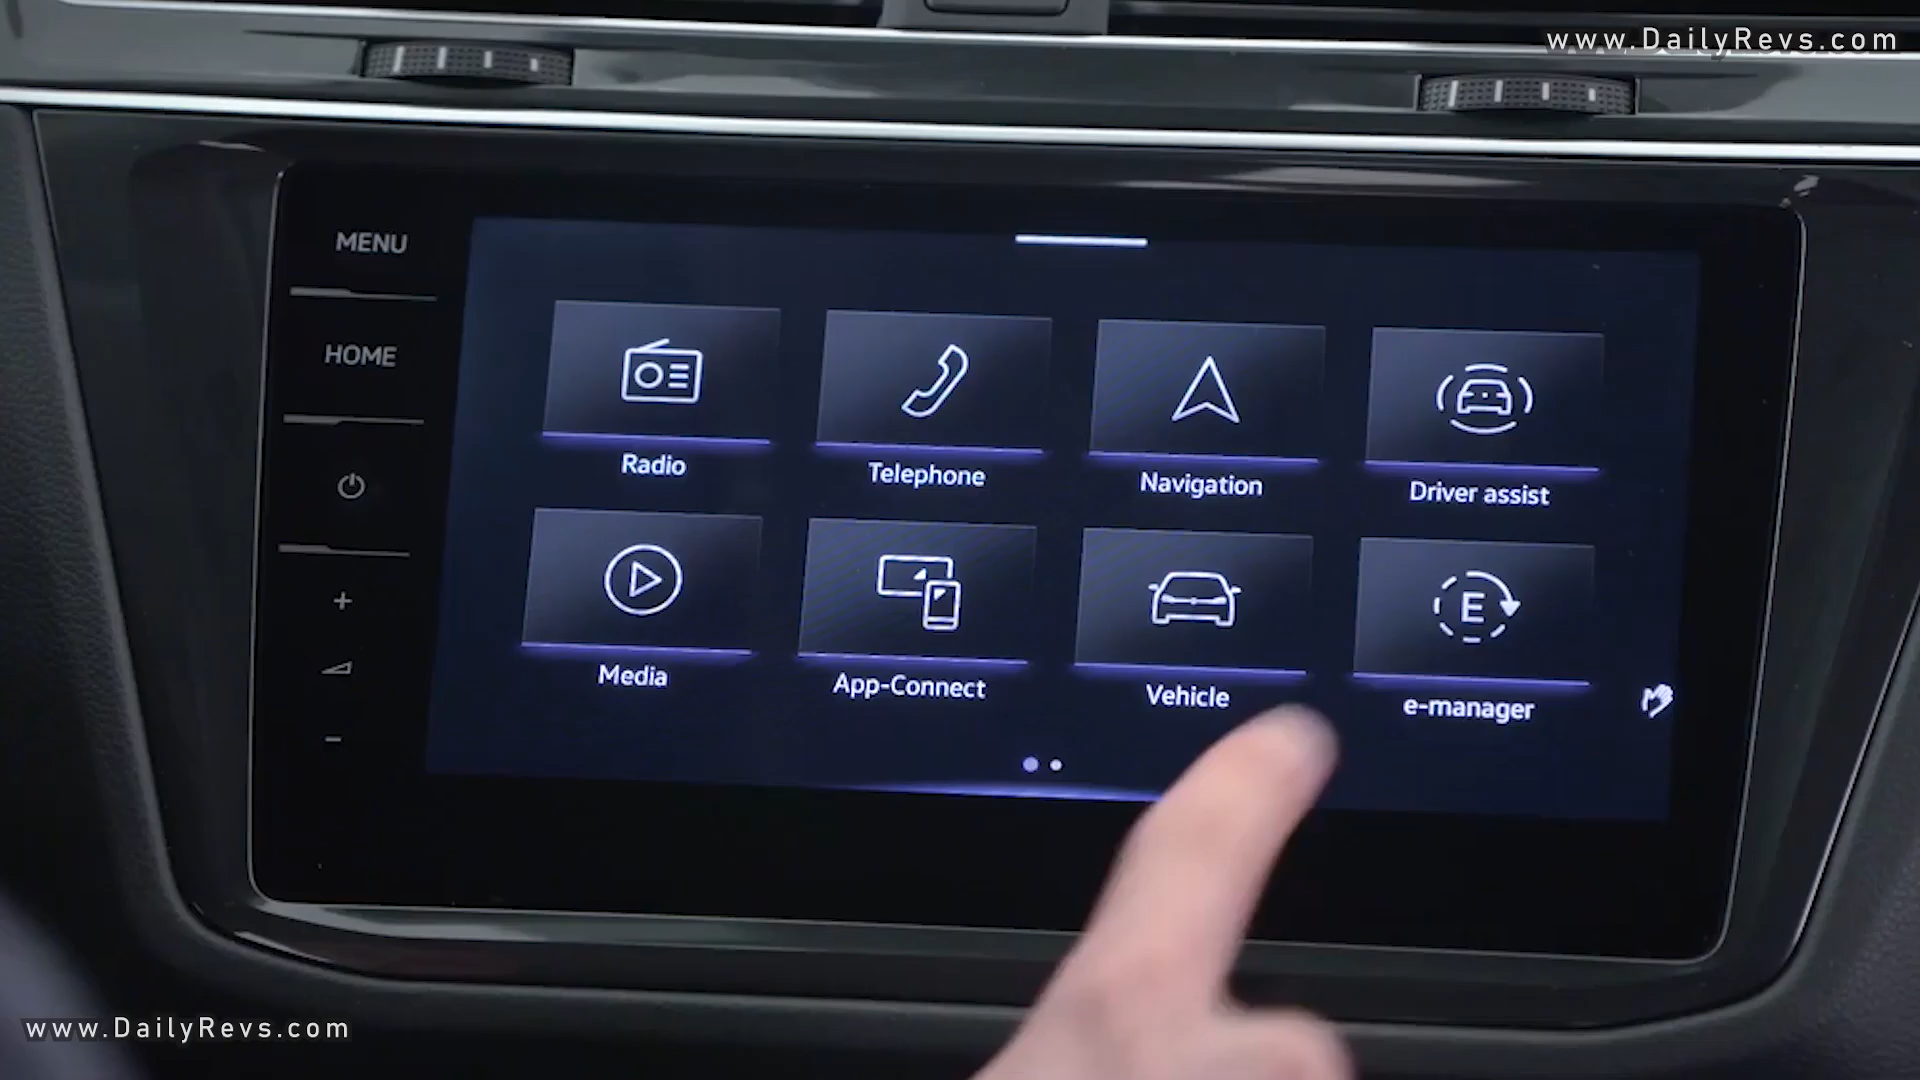 www.DailyRevs.com
MENU
HOME
+
-
Radio
Telephone
Navigation
Driver assist
Media
App-Connect
Vehicle
E
e-manager
www.DailyRevs.com